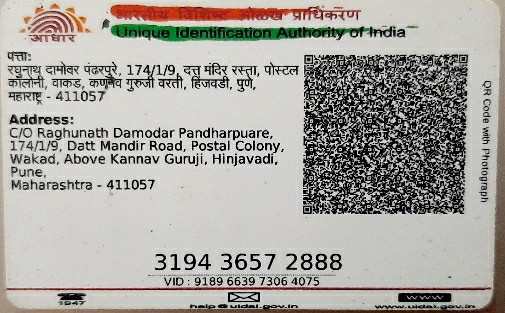 भारतीय विशिष्ट ओळख प्राधिकरण
Unique Identification Authority of India
आधार
पत्ता:
रघुनाथ दामोदर पंढरपुरे, 174/1/9, दत्त मंदिर रस्ता, पोस्टल
कॉलोनी, वाकड, कण्णव गुरुजी वरती, हिंजवडी, पुणे,
महाराष्ट्र - 411057
Address:
C/O Raghunath Damodar Pandharpuare,
174/1/9, Datt Mandir Road, Postal Colony,
Wakad, Above Kannav Guruji, Hinjavadi,
Pune,
Maharashtra - 411057
QR Code with Photograph
3194 3657 2888
VID : 9189 6639 7306 4075
1947
help@uidai.gov.in
www
www.uidai.gov.in